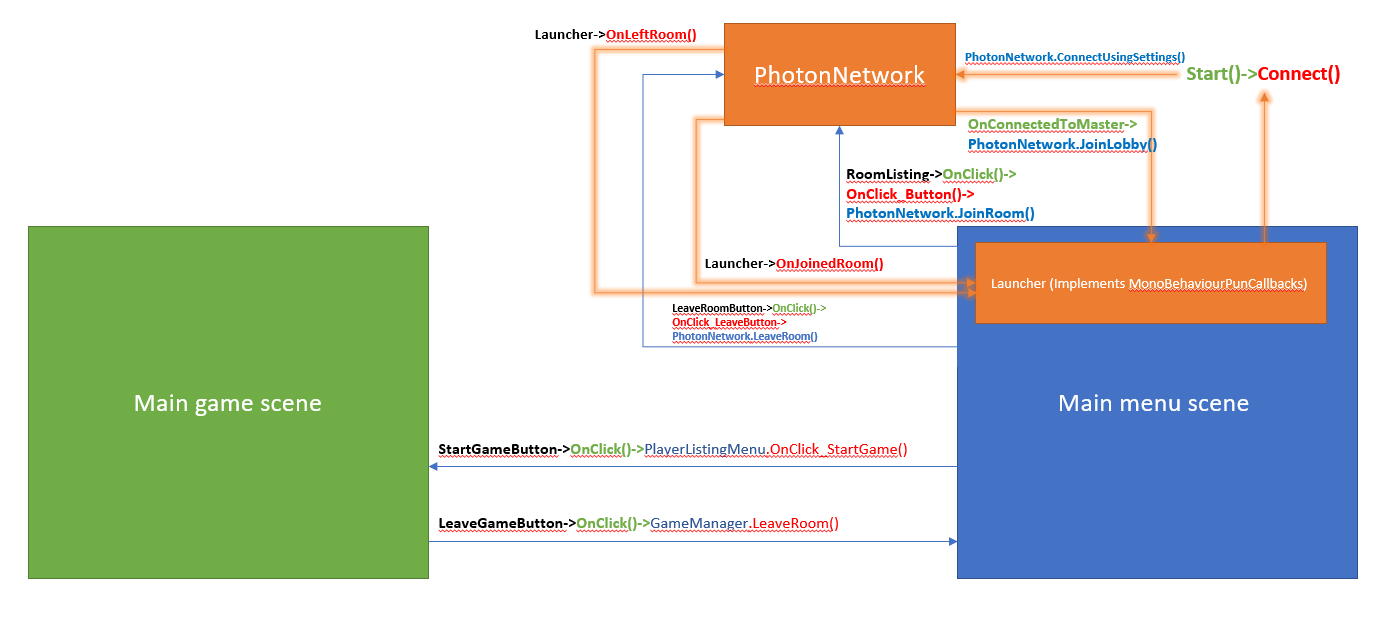 Launcher->OnLeftRoom()
PhotonNetwork
PhotonNetwork.ConnectUsingSettings()
Start()->Connect()
OnConnectedToMaster->
PhotonNetwork.JoinLobby()
RoomListing->OnClick()->
OnClick_Button()->
PhotonNetwork.JoinRoom()
Launcher->OnJoinedRoom()
Launcher (Implements MonoBehaviourPunCallbacks)
LeaveRoomButton->OnClick()->
OnClick_LeaveButton->
PhotonNetwork.LeaveRoom()
Main game scene
Main menu scene
StartGameButton->OnClick()->PlayerListingMenu.OnClick_StartGame()
LeaveGameButton->OnClick()->GameManager.LeaveRoom()